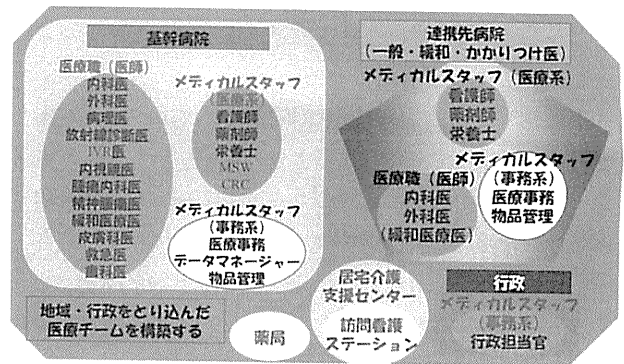 基幹病院
医療職(医師)
内科医
外科医
病理医
放射線診断医
IVR医
内視鏡医
腫瘍内科医
精神腫瘍医
緩和医療医
皮膚科医
救急医
歯科医
メディカルスタッフ
(医療系)
看護師
薬剤師
栄養士
MSW
CRC
メディカルスタッフ
(事務系)
医療事務
データマネージャー
物品管理
連携先病院
(一般・緩和・かかりつけ医)
メディカルスタッフ(医療系)
看護師
薬剤師
栄養士
医療職(医師)
内科医
外科医
(緩和医療医)
メディカルスタッフ
(事務系)
医療事務
物品管理
地域・行政をとり込んだ
医療チームを構築する
薬局
居宅介護
支援センター
訪問看護
ステーション
行政
メディカルスタッフ
(事務系)
行政担当官